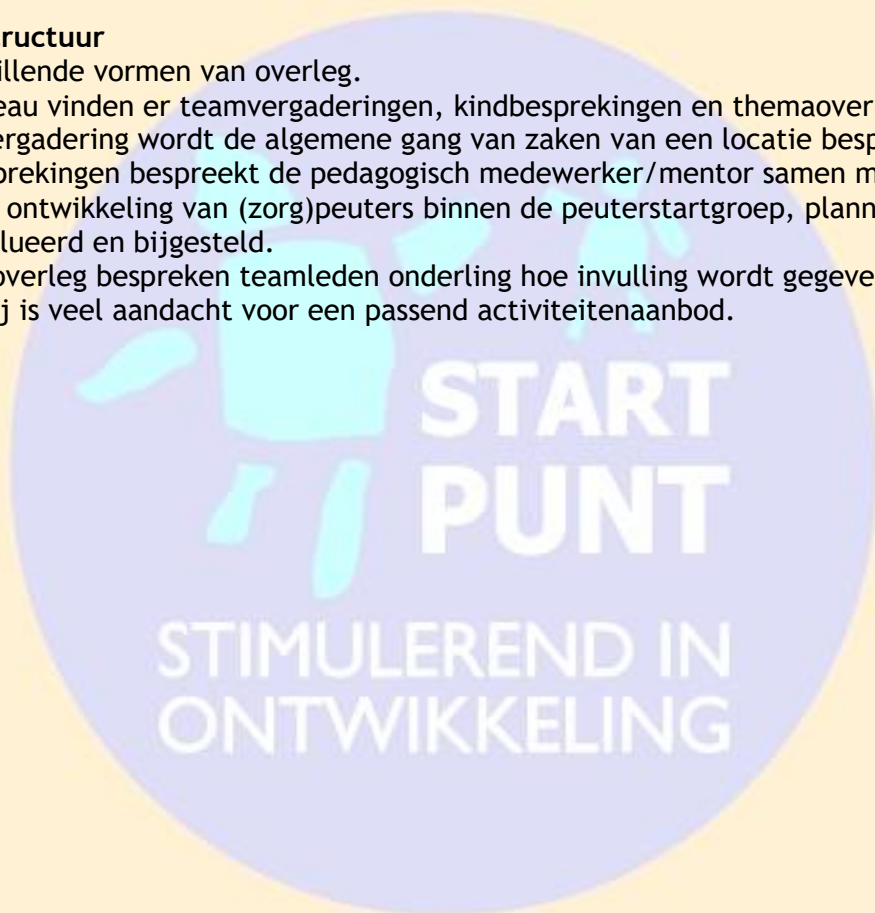 ructuur
illende vormen van overleg.
eau vinden er teamvergaderingen, kindbesprekingen en themaover
ergadering wordt de algemene gang van zaken van een locatie besp
prekingen bespreekt de pedagogisch medewerker/mentor samen m
ontwikkeling van (zorg)peuters binnen de peuterstartgroep, plann
lueerd en bijgesteld.
overleg bespreken teamleden onderling hoe invulling wordt gegeve
j is veel aandacht voor een passend activiteitenaanbod.
START
PUNT
STIMULEREND IN
ONTWIKKELING